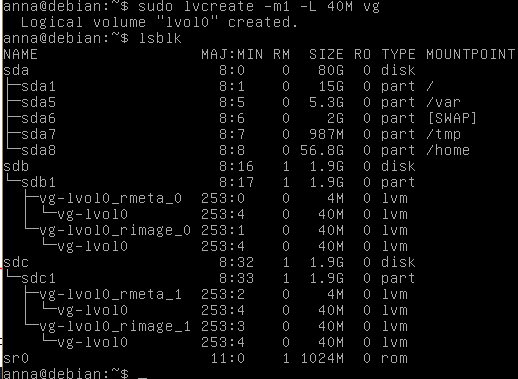 anna@debian:~$ sudo lvcreate -m1 -L 40M vg
  Logical volume "lvol0" created.
anna@debian:~$ lsblk
NAME                  MAJ:MIN RM  SIZE RO TYPE MOUNTPOINT
sda                     8:0    0   80G  0 disk
├─sda1                  8:1    0   15G  0 part /
├─sda5                  8:5    0  5.3G  0 part /var
├─sda6                  8:6    0    2G  0 part [SWAP]
├─sda7                  8:7    0  987M  0 part /tmp
└─sda8                  8:8    0 56.8G  0 part /home
sdb                     8:16   1  1.9G  0 disk
└─sdb1                  8:17   1  1.9G  0 part
  ├─vg-lvol0_rmeta_0  253:0    0    4M  0 lvm
  │ └─vg-lvol0        253:4    0   40M  0 lvm
  └─vg-lvol0_rimage_0 253:1    0   40M  0 lvm
    └─vg-lvol0        253:4    0   40M  0 lvm
sdc                     8:32   1  1.9G  0 disk
└─sdc1                  8:33   1  1.9G  0 part
  ├─vg-lvol0_rmeta_1  253:2    0    4M  0 lvm
  │ └─vg-lvol0        253:4    0   40M  0 lvm
  └─vg-lvol0_rimage_1 253:3    0   40M  0 lvm
    └─vg-lvol0        253:4    0   40M  0 lvm
sr0                    11:0    1 1024M  0 rom
anna@debian:~$ _